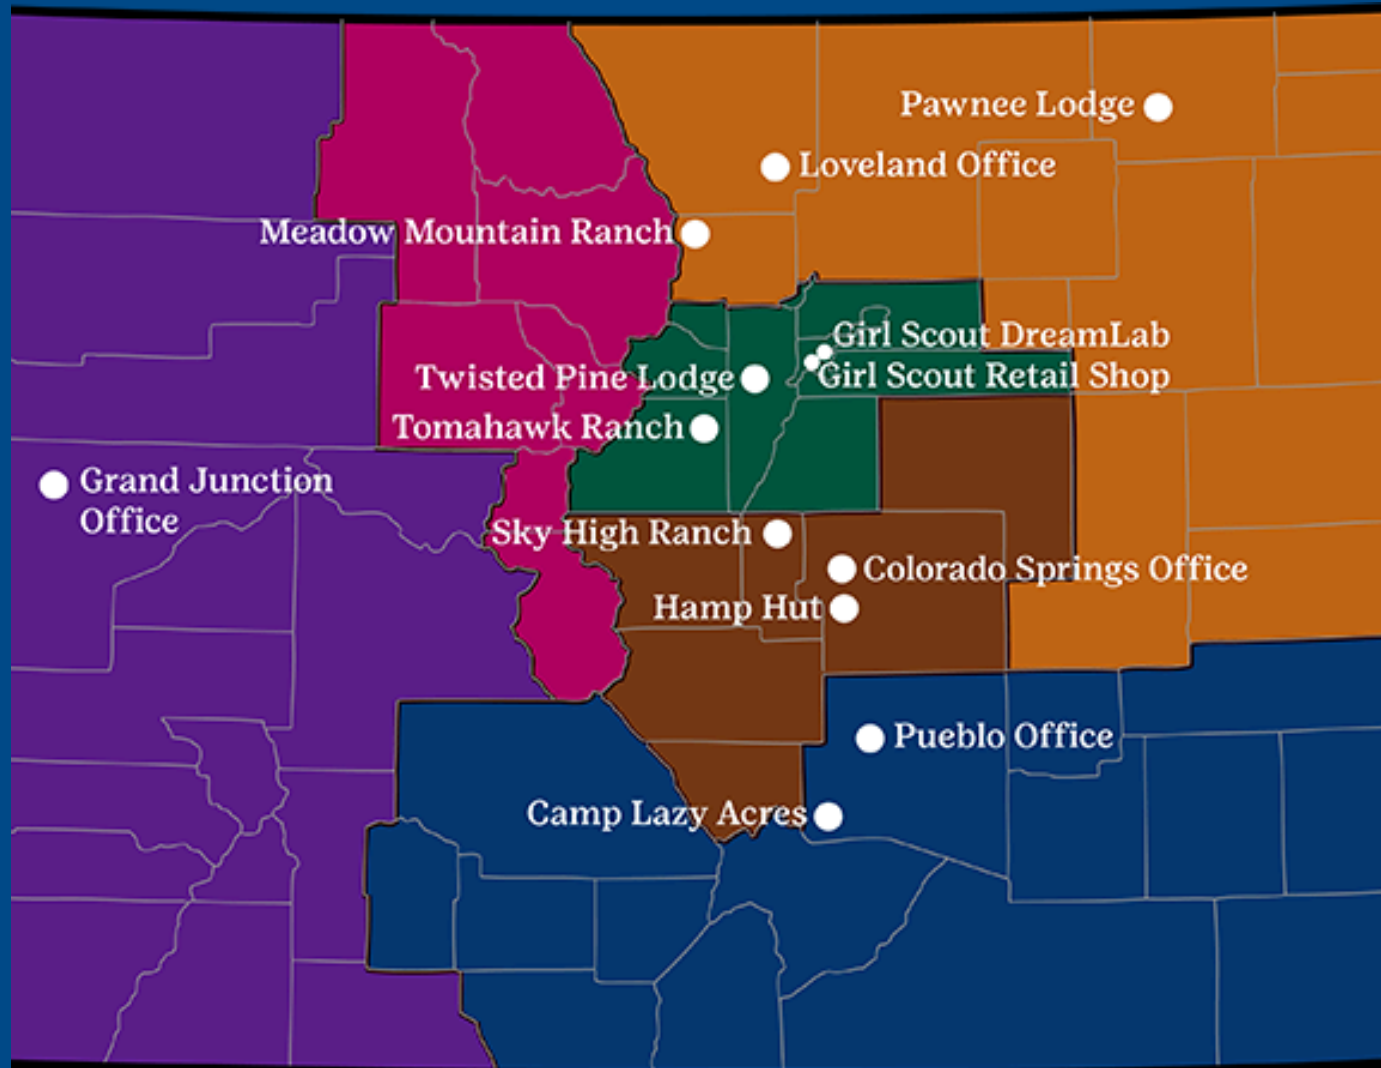 Pawnee Lodge
Loveland Office
Meadow Mountain Ranch
Girl Scout DreamLab
Twisted Pine Lodge
Girl Scout Retail Shop
Tomahawk Ranch
Grand Junction
Office
Sky High Ranch
Colorado Springs Office
Hamp Hut
Pueblo Office
Camp Lazy Acres